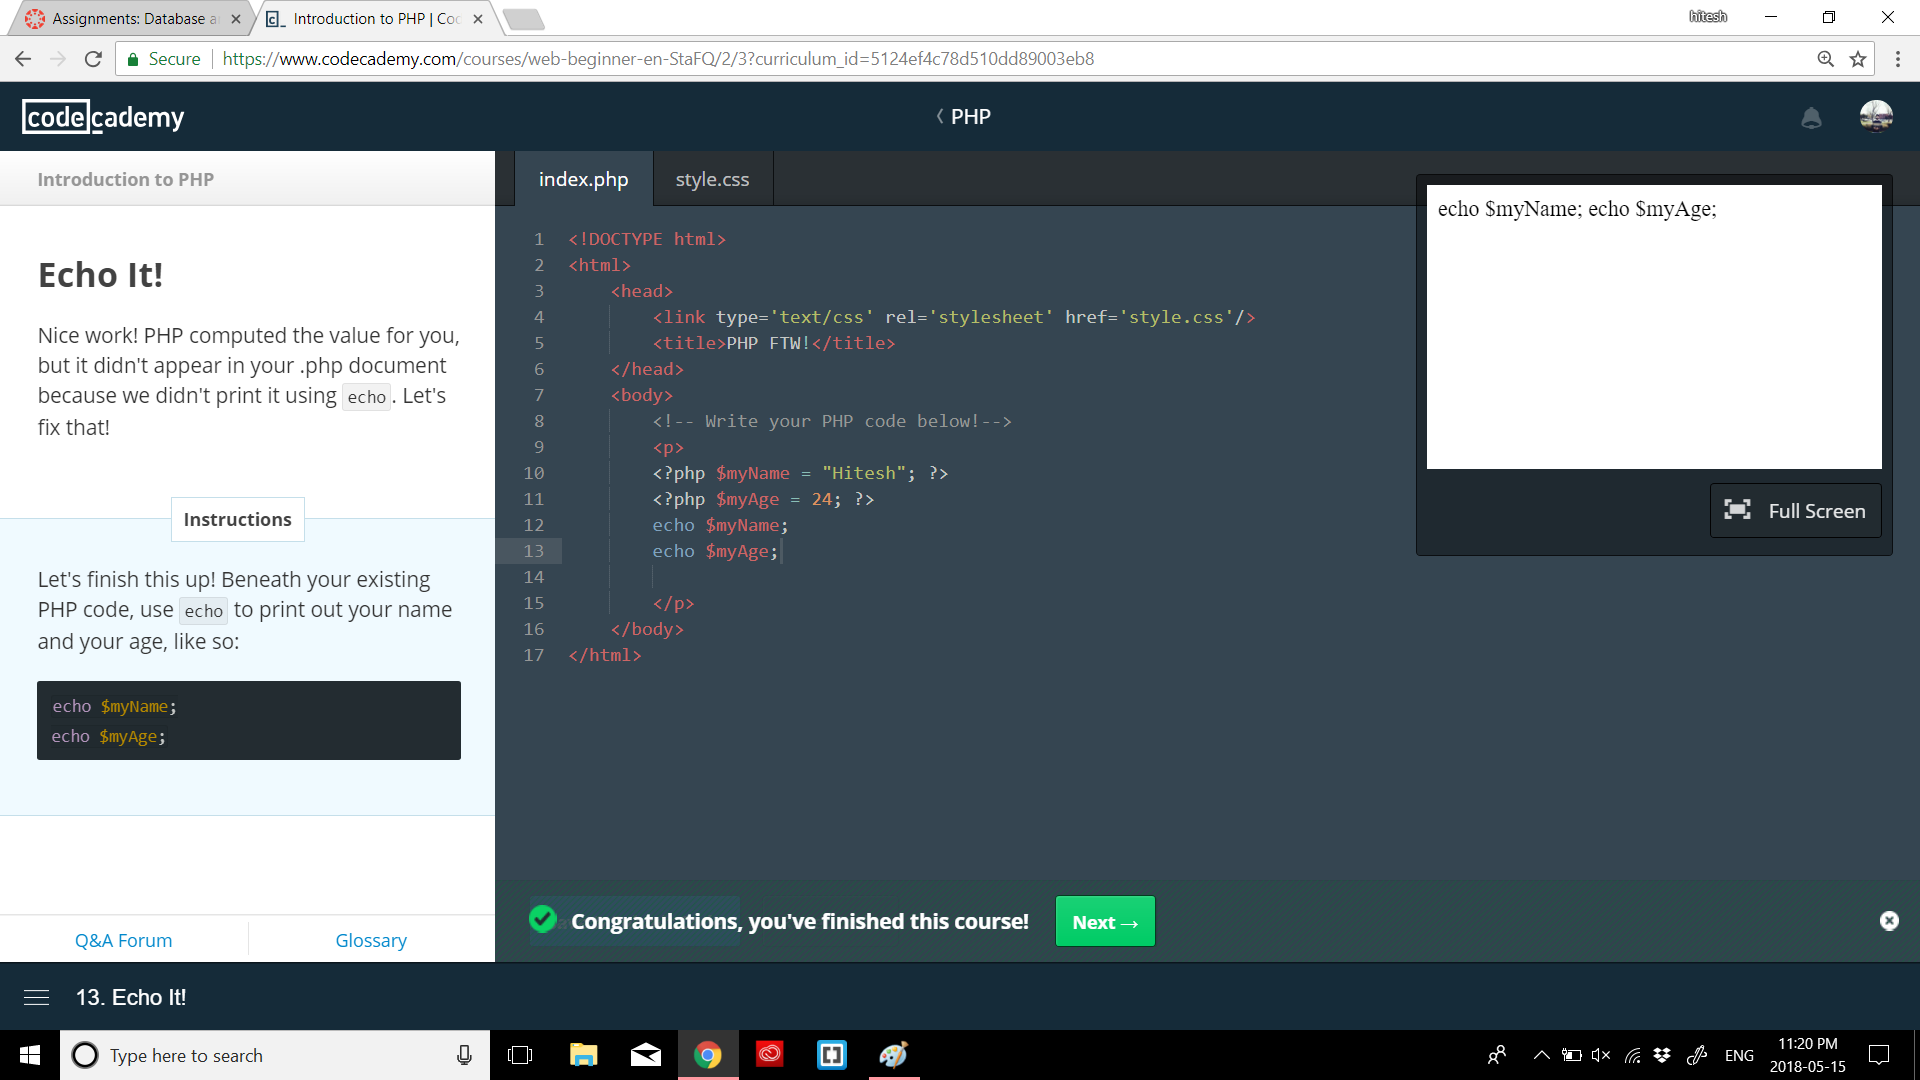 Assignments: Database a
Introduction to PHP | Co
hitesh
Secure
https://www.codecademy.com/courses/web-beginner-en-StaFQ/2/3?curriculum_id=5124ef4c78d510dd89003eb8
codecademy
PHP
Introduction to PHP
Echo It!
Nice work! PHP computed the value for you,
but it didn't appear in your .php document
because we didn't print it using echo. Let's
fix that!
Instructions
Let's finish this up! Beneath your existing
PHP code, use echo to print out your name
and your age, like so:
echo $myName;
echo $myAge;
Q&A Forum
Glossary
index.php
style.css
1 <!DOCTYPE html>
2 <html>
3 <head>
4 <link type='text/css' rel='stylesheet' href='style.css'/>
5 <title>PHP FTW!</title>
6 </head>
7 <body>
8 <!-- Write your PHP code below!-->
9 <p>
10 <?php $myName = "Hitesh"; ?>
11 <?php $myAge = 24; ?>
12 echo $myName;
13 echo $myAge;
14
15 </p>
16 </body>
17 </html>
echo $myName; echo $myAge;
Full Screen
Congratulations, you've finished this course!
Next →
13. Echo It!
Type here to search
ENG
11:20 PM
2018-05-15